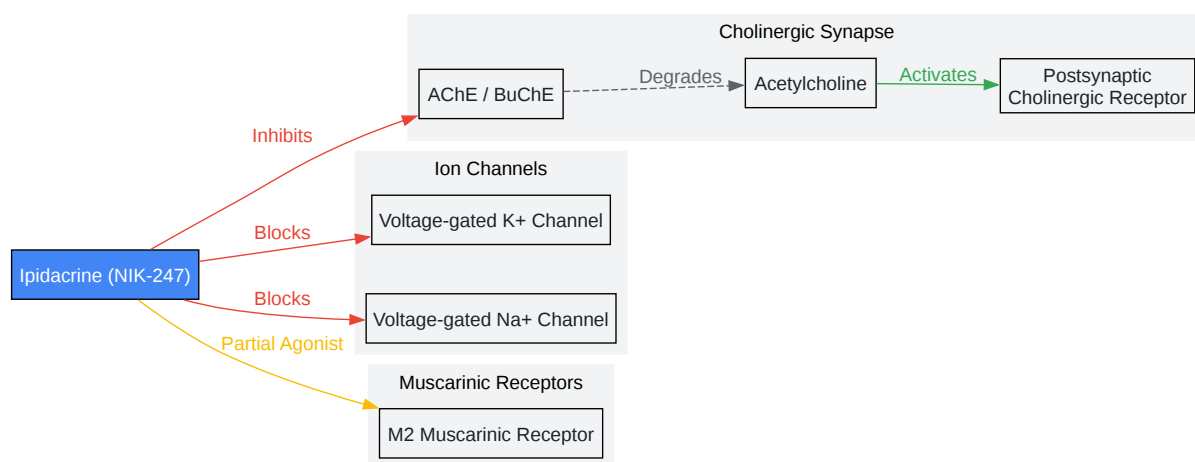 Cholinergic Synapse
AChE / BuChE
Degrades
Acetylcholine
Activates
Postsynaptic
Cholinergic Receptor
Inhibits
Ion Channels
Voltage-gated K+ Channel
Blocks
Ipidacrine (NIK-247)
Blocks
Voltage-gated Na+ Channel
Partial Agonist
Muscarinic Receptors
M2 Muscarinic Receptor